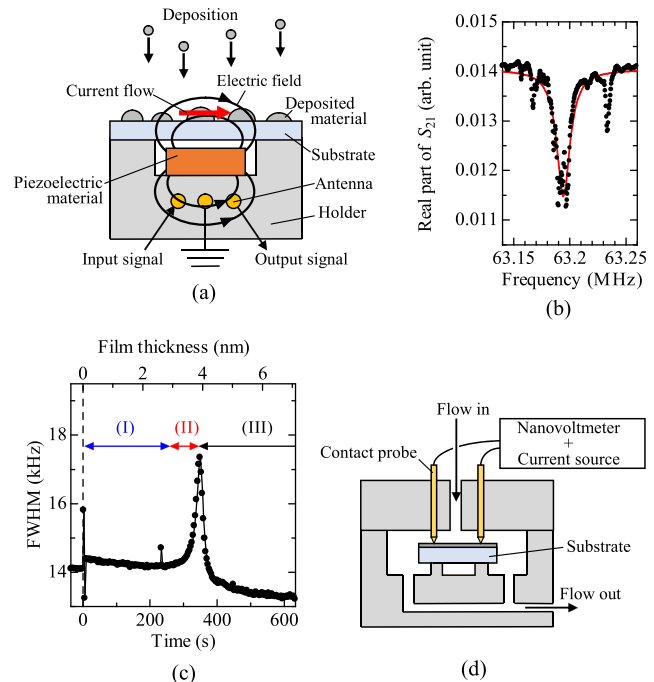 Deposition
Current flow
Electric field
Deposited material
Substrate
Piezoelectric material
Antenna
Holder
Input signal
Output signal
(a)
Real part of S21 (arb. unit)
0.015
0.014
0.013
0.012
0.011
63.15
63.2
63.25
Frequency (MHz)
(b)
Film thickness (nm)
0
2
4
6
(I)
(II)
(III)
FWHM (kHz)
18
16
14
0
200
400
600
Time (s)
(c)
Flow in
Nanovoltmeter
+
Current source
Contact probe
Substrate
Flow out
(d)